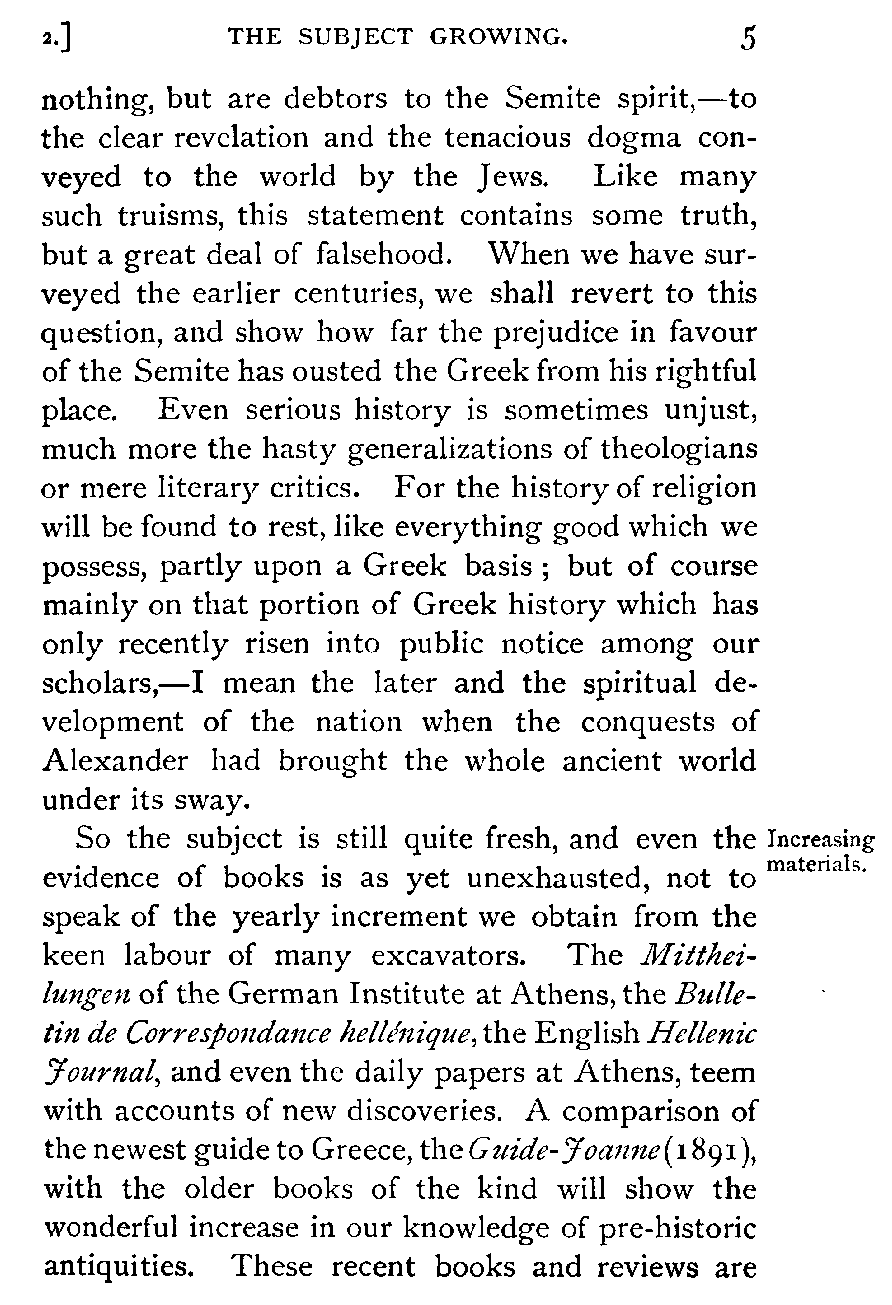 2.] THE SUBJECT GROWING. 5
nothing, but are debtors to the Semite spirit,—to
the clear revelation and the tenacious dogma con-
veyed to the world by the Jews. Like many
such truisms, this statement contains some truth,
but a great deal of falsehood. When we have sur-
veyed the earlier centuries, we shall revert to this
question, and show how far the prejudice in favour
of the Semite has ousted the Greek from his rightful
place. Even serious history is sometimes unjust,
much more the hasty generalizations of theologians
or mere literary critics. For the history of religion
will be found to rest, like everything good which we
possess, partly upon a Greek basis ; but of course
mainly on that portion of Greek history which has
only recently risen into public notice among our
scholars,—I mean the later and the spiritual de-
velopment of the nation when the conquests of
Alexander had brought the whole ancient world
under its sway.
So the subject is still quite fresh, and even the
evidence of books is as yet unexhausted, not to
speak of the yearly increment we obtain from the
keen labour of many excavators. The Mitthei-
lungen of the German Institute at Athens, the Bulle-
tin de Correspondance hellénique, the English Hellenic
Journal, and even the daily papers at Athens, teem
with accounts of new discoveries. A comparison of
the newest guide to Greece, the Guide-Joanne (1891),
with the older books of the kind will show the
wonderful increase in our knowledge of pre-historic
antiquities. These recent books and reviews are
Increasing
materials.